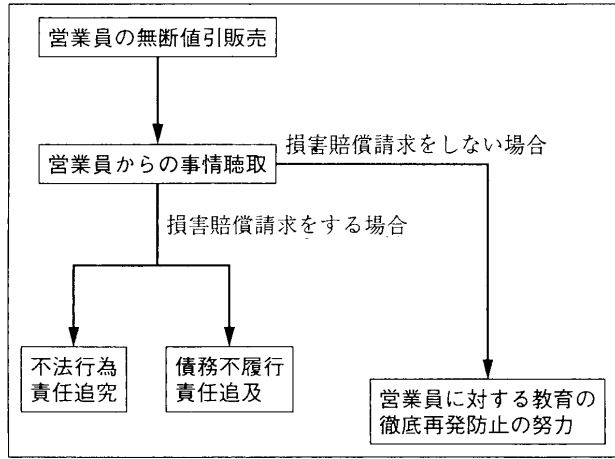 営業員の無断値引販売
営業員からの事情聴取
損害賠償請求をしない場合
損害賠償請求をする場合
不法行為
責任追究
債務不履行
責任追及
営業員に対する教育の
徹底再発防止の努力